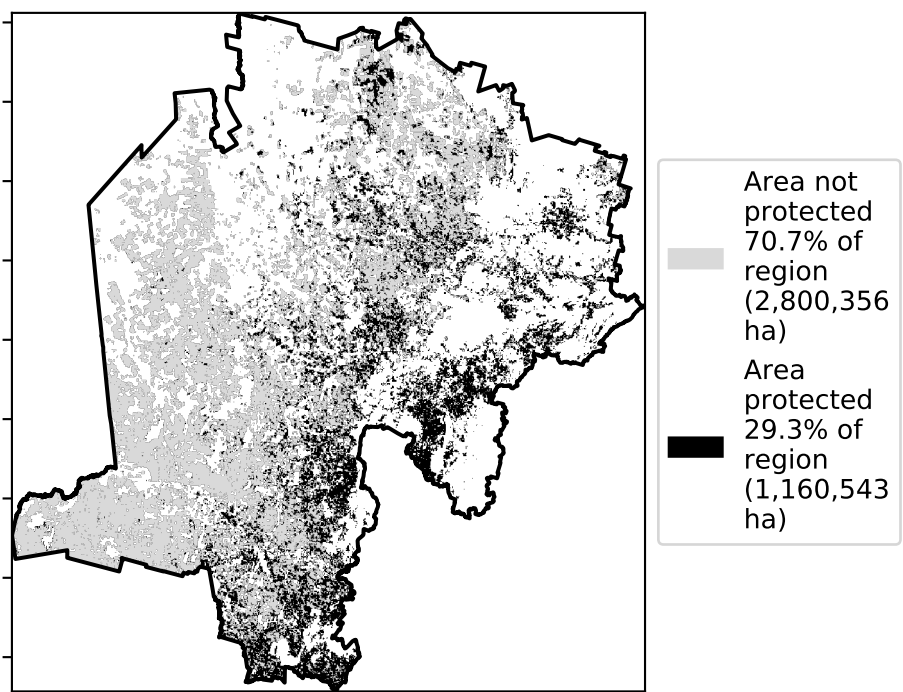 Area not
protected
70.7% of
region
(2,800,356
ha)
Area
protected
29.3% of
region
(1,160,543
ha)